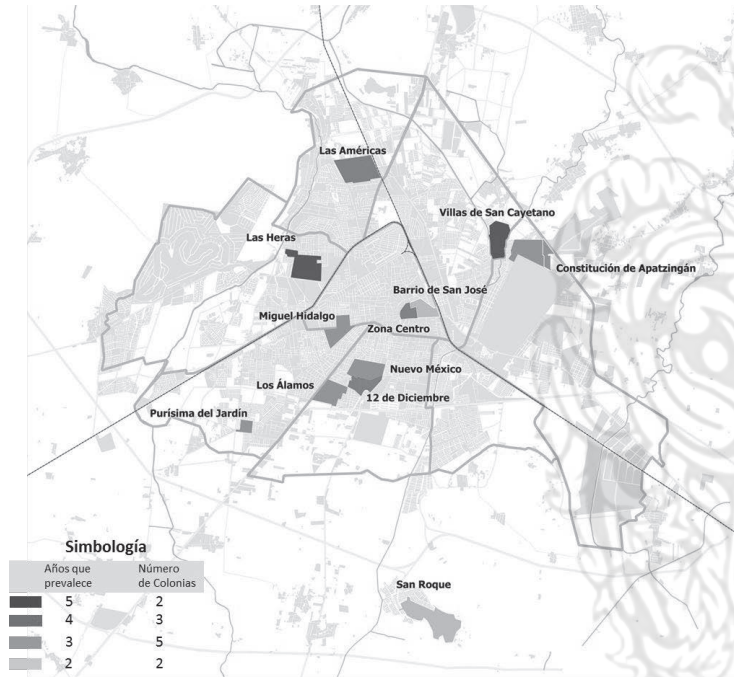 Las Américas
Villas de San Cayetano
Las Heras
Constitución de Apatzingán
Barrio de San José
Miguel Hidalgo
Zona Centro
Nuevo México
Los Álamos
12 de Diciembre
Purísima del Jardín
Simbología
Años que prevalece Número de Colonias
5 2
4 3
3 5
2 2
San Roque